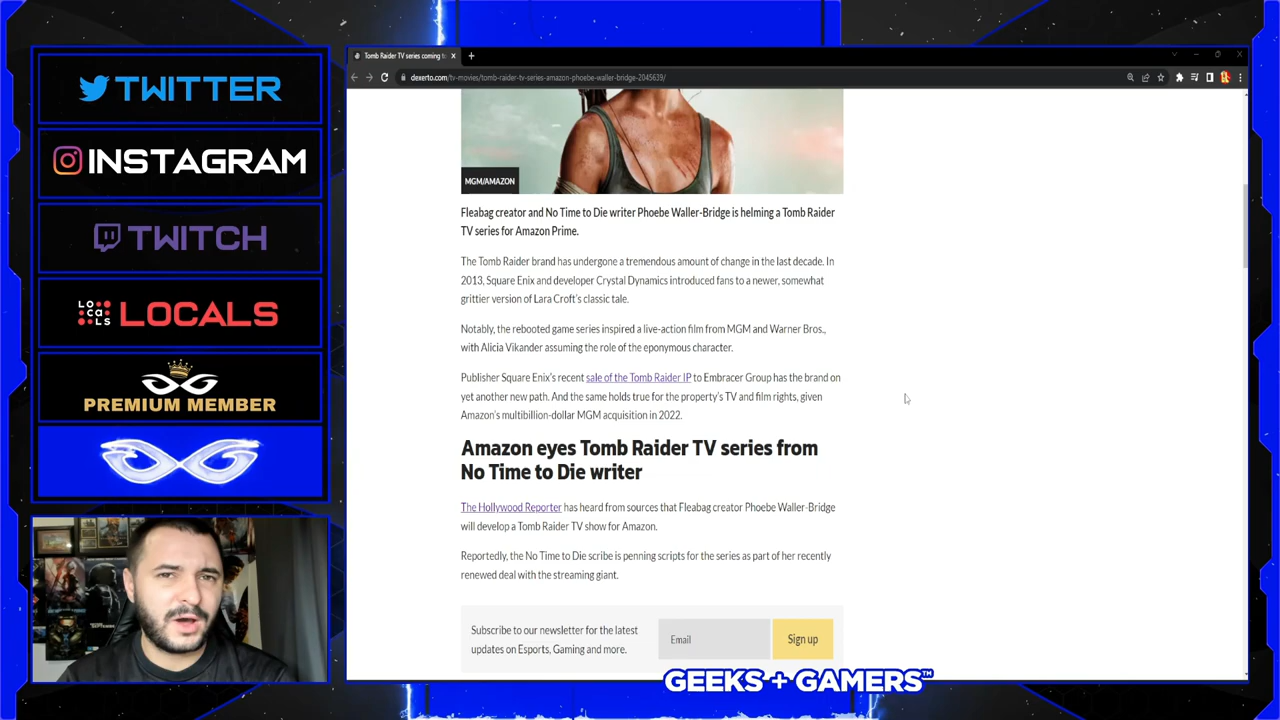 TWITTER
INSTAGRAM
TWITCH
LOCALS
LOCALS
PREMIUM MEMBER
Tomb Raider TV series coming t
dexerto.com/tv-movies/tomb-raider-tv-series-amazon-phoebe-waller-bridge-2045639/
MGM/AMAZON
Fleabag creator and No Time to Die writer Phoebe Waller-Bridge is helming a Tomb Raider
TV series for Amazon Prime.
The Tomb Raider brand has undergone a tremendous amount of change in the last decade. In
2013, Square Enix and developer Crystal Dynamics introduced fans to a newer, somewhat
grittier version of Lara Croft's classic tale.
Notably, the rebooted game series inspired a live-action film from MGM and Warner Bros.,
with Alicia Vikander assuming the role of the eponymous character.
Publisher Square Enix's recent sale of the Tomb Raider IP to Embracer Group has the brand on
yet another new path. And the same holds true for the property's TV and film rights, given
Amazon's multibillion-dollar MGM acquisition in 2022.
Amazon eyes Tomb Raider TV series from
No Time to Die writer
The Hollywood Reporter has heard from sources that Fleabag creator Phoebe Waller-Bridge
will develop a Tomb Raider TV show for Amazon.
Reportedly, the No Time to Die scribe is penning scripts for the series as part of her recently
renewed deal with the streaming giant.
Subscribe to our newsletter for the latest
updates on Esports, Gaming and more.
Email
Sign up
GEEKS + GAMERS™